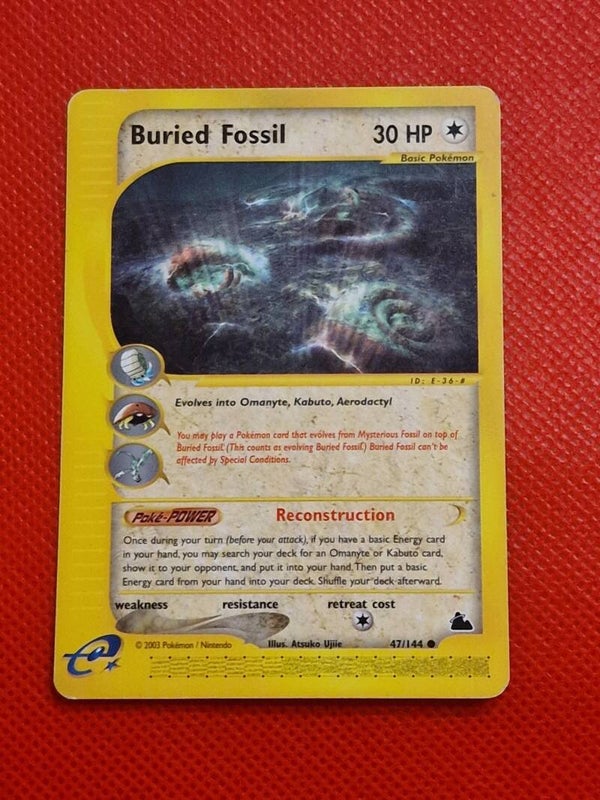 Buried Fossil 30 HP
Basic Pokémon
ID: E-36-#
Evolves into Omanyte, Kabuto, Aerodactyl
You may play a Pokémon card that evolves from Mysterious Fossil on top of
Buried Fossil. (This counts as evolving Buried Fossil.) Buried Fossil can't be
affected by Special Conditions.
Poké-POWER Reconstruction
Once during your turn (before your attack), if you have a basic Energy card
in your hand, you may search your deck for an Omanyte or Kabuto card,
show it to your opponent, and put it into your hand. Then put a basic
Energy card from your hand into your deck. Shuffle your deck afterward.
weakness resistance retreat cost
e
© 2003 Pokémon / Nintendo Illus. Atsuko Ujiie 47/144